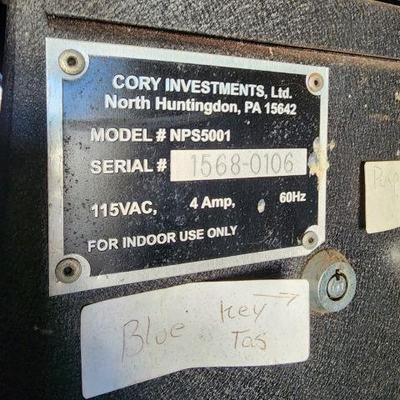 CORY INVESTMENTS, Ltd.
North Huntingdon, PA 15642
MODEL # NPS5001
SERIAL # 1568-0106
115VAC, 4 Amp, 60Hz
FOR INDOOR USE ONLY
Blue key →
Tag